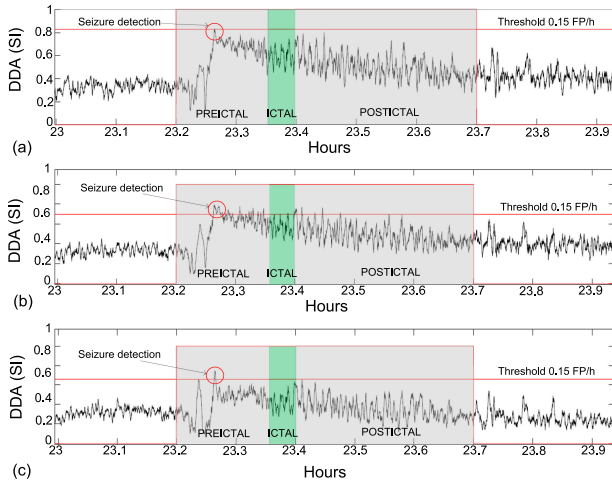 Seizure detection
Threshold 0.15 FP/h
DDA (SI)
1
0.8
0.6
0.4
0.2
0
PREICTAL
ICTAL
POSTICTAL
23
23.1
23.2
23.3
23.4
23.5
23.6
23.7
23.8
23.9
Hours
(a)
Seizure detection
Threshold 0.15 FP/h
DDA (SI)
1
0.8
0.6
0.4
0.2
0
PREICTAL
ICTAL
POSTICTAL
23
23.1
23.2
23.3
23.4
23.5
23.6
23.7
23.8
23.9
Hours
(b)
Seizure detection
Threshold 0.15 FP/h
DDA (SI)
1
0.8
0.6
0.4
0.2
0
PREICTAL
ICTAL
POSTICTAL
23
23.1
23.2
23.3
23.4
23.5
23.6
23.7
23.8
23.9
Hours
(c)